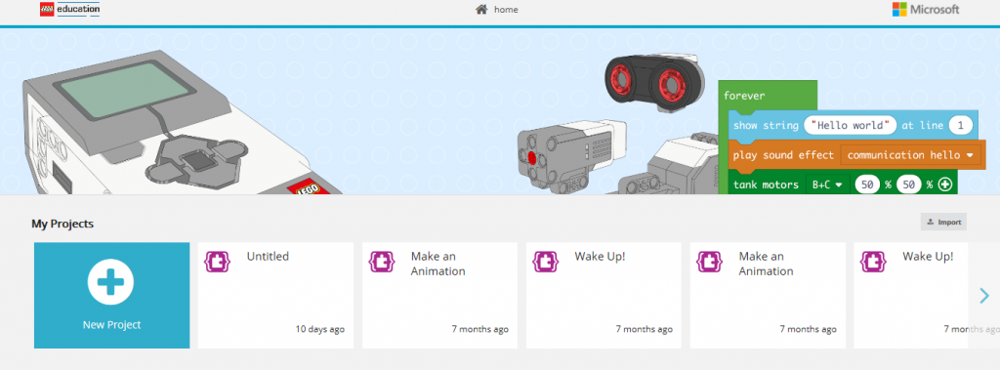 LEGO education
home
Microsoft
forever
show string "Hello world" at line 1
play sound effect communication hello
tank motors B+C 50 % 50 %
LEGO
My Projects
Import
New Project
Untitled
10 days ago
Make an
Animation
7 months ago
Wake Up!
7 months ago
Make an
Animation
7 months ago
Wake Up!
7 months ago